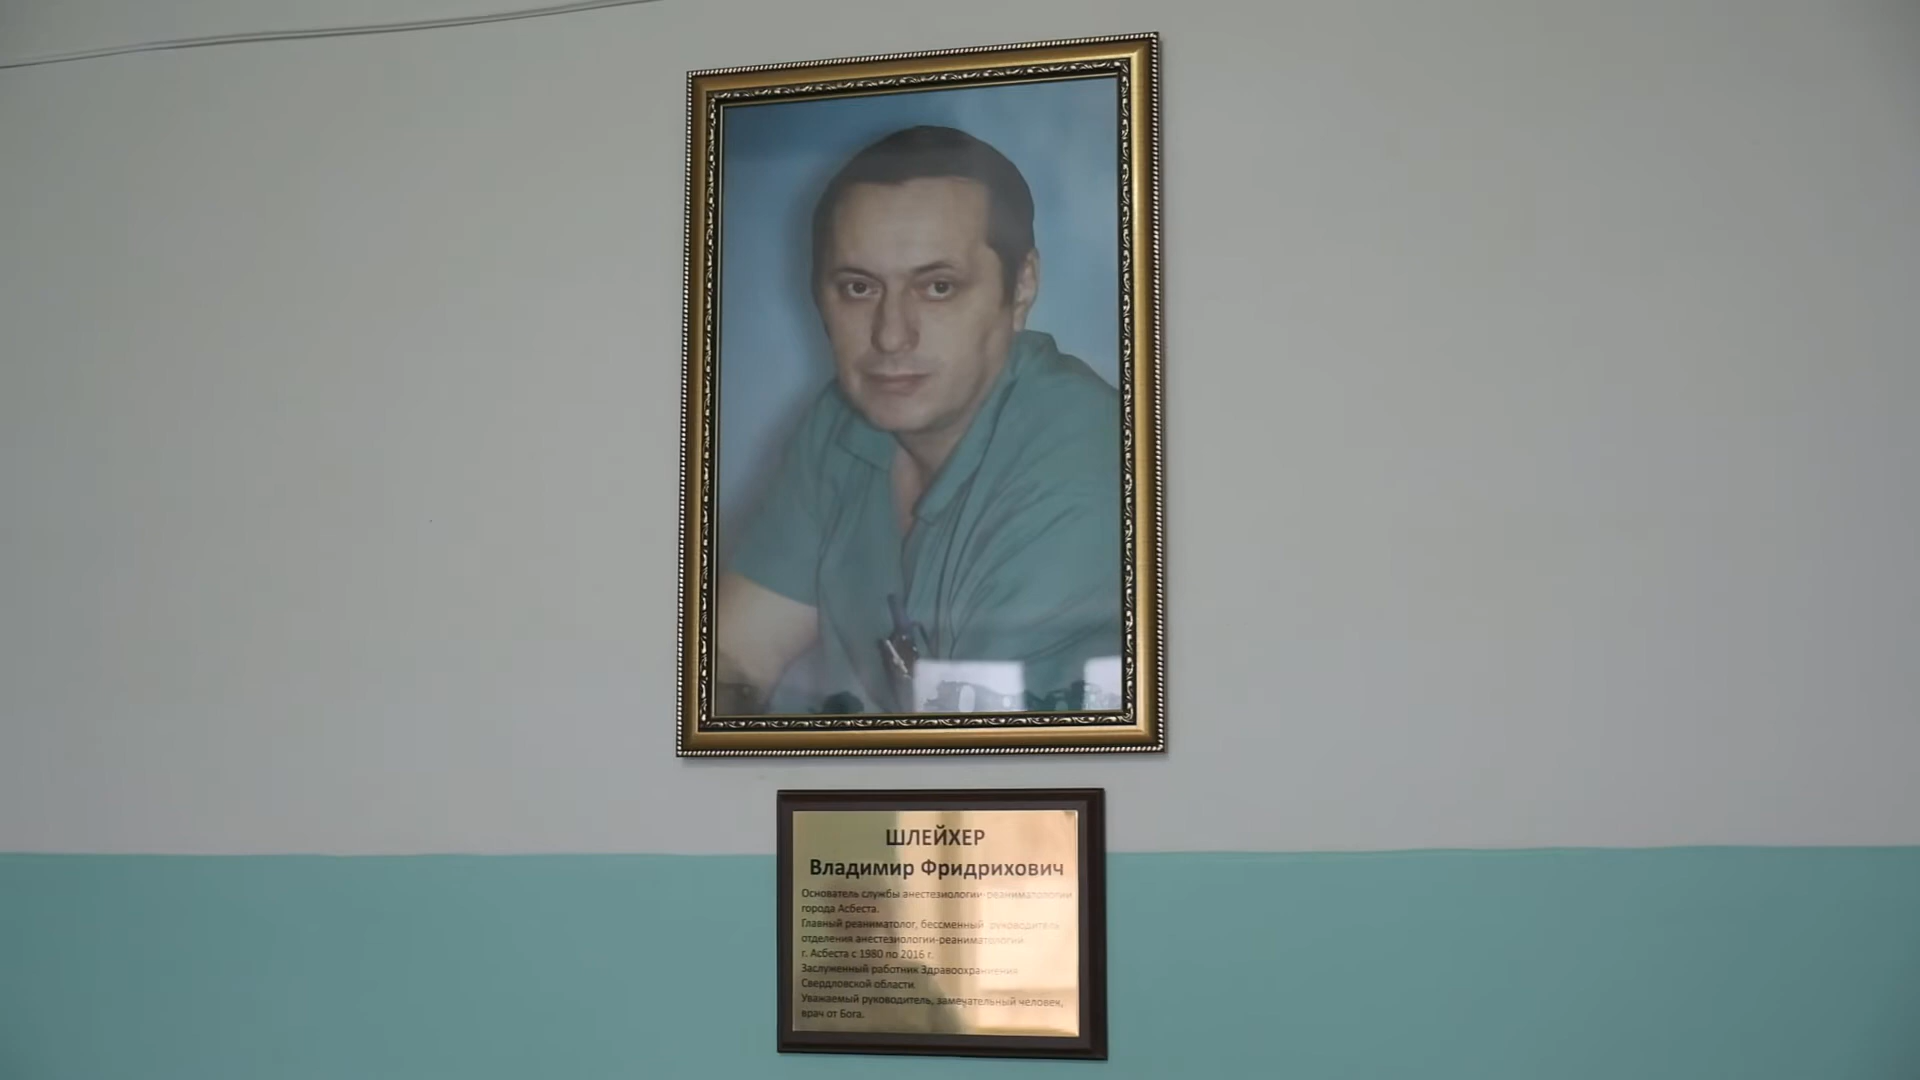 ШЛЕЙХЕР
Владимир Фридрихович
Основатель службы анестезиологии-реаниматологии
города Асбеста.
Главный реаниматолог, бессменный руководитель
отделения анестезиологии-реаниматологии
г. Асбеста с 1980 по 2016 г.
Заслуженный работник Здравоохранения
Свердловской области
Уважаемый руководитель, замечательный человек,
врач от Бога.